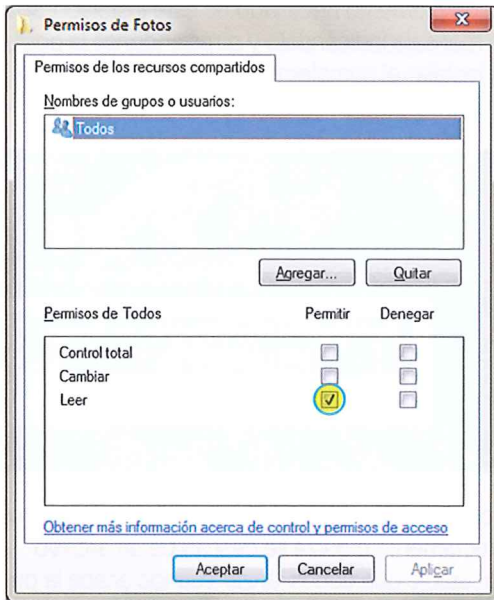 Permisos de Fotos
Permisos de los recursos compartidos
Nombres de grupos o usuarios:
Todos
Agregar... Quitar
Permisos de Todos Permitir Denegar
Control total
Cambiar
Leer
Obtener más información acerca de control y permisos de acceso
Aceptar Cancelar Aplicar